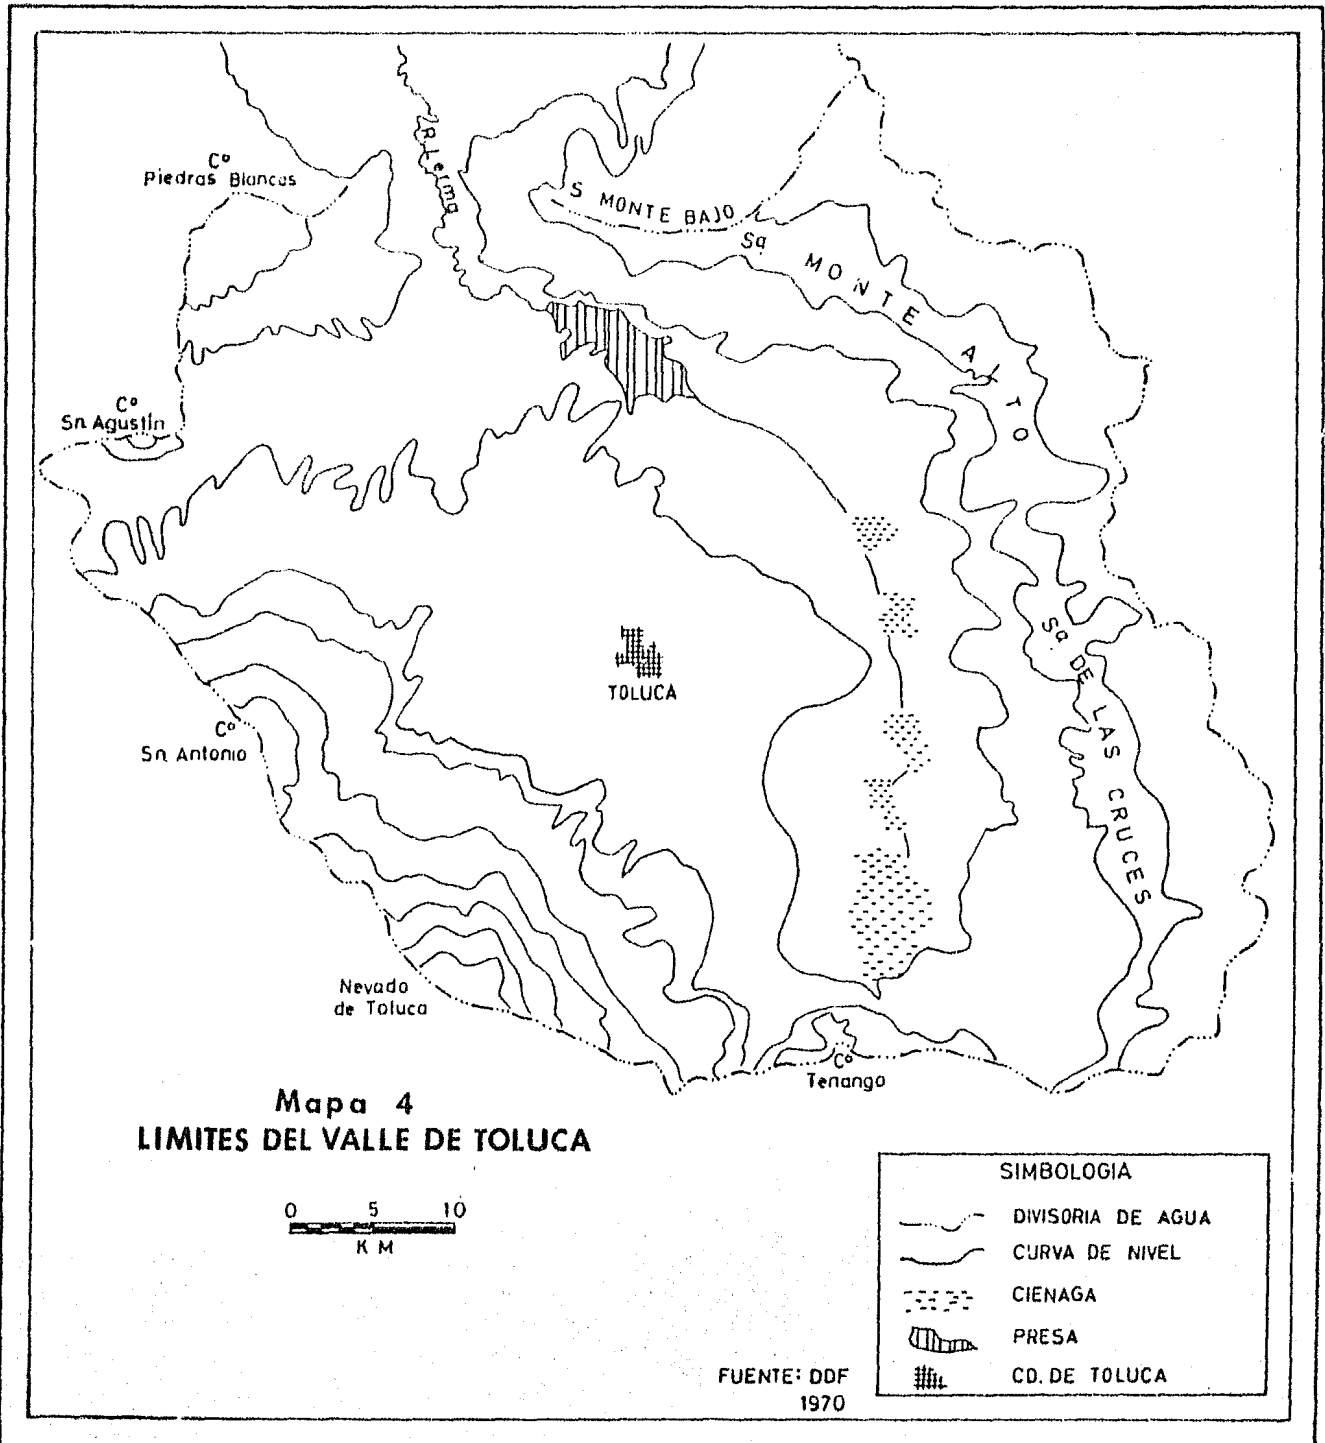 Cº
Piedras Blancas
R. Lerma
S MONTE BAJO
Sª MONTE ALTO
Cº
Sn. Agustín
Sª DE LAS CRUCES
TOLUCA
Cº
Sn. Antonio
Nevado
de Toluca
Cº
Tenango
Mapa 4
LIMITES DEL VALLE DE TOLUCA
0 5 10
K M
SIMBOLOGIA
DIVISORIA DE AGUA
CURVA DE NIVEL
CIENAGA
PRESA
CD. DE TOLUCA
FUENTE: DDF
1970